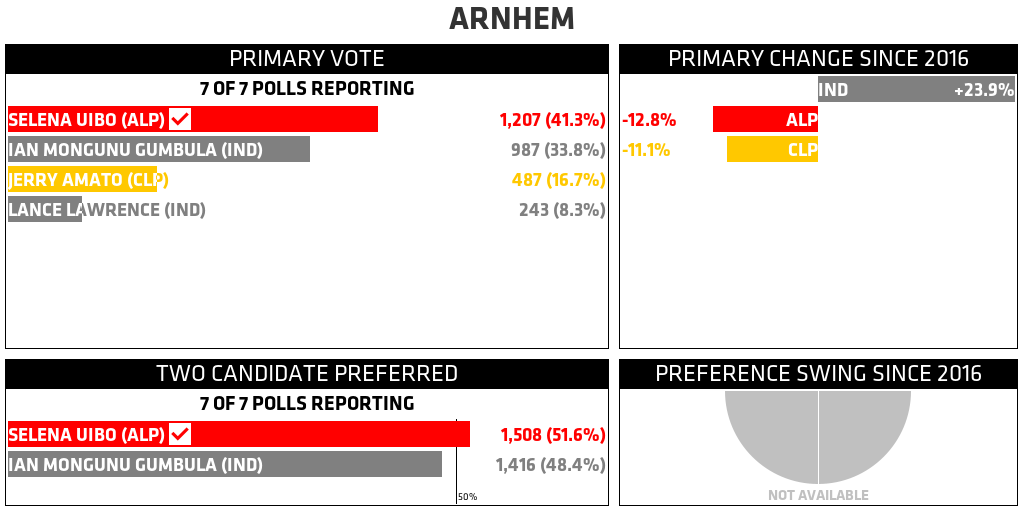 ARNHEM
PRIMARY VOTE
7 OF 7 POLLS REPORTING
SELENA UIBO (ALP) 1,207 (41.3%)
IAN MONGUNU GUMBULA (IND) 987 (33.8%)
JERRY AMATO (CLP) 487 (16.7%)
LANCE LAWRENCE (IND) 243 (8.3%)
PRIMARY CHANGE SINCE 2016
IND +23.9%
-12.8% ALP
-11.1% CLP
TWO CANDIDATE PREFERRED
7 OF 7 POLLS REPORTING
SELENA UIBO (ALP) 1,508 (51.6%)
IAN MONGUNU GUMBULA (IND) 1,416 (48.4%)
50%
PREFERENCE SWING SINCE 2016
NOT AVAILABLE